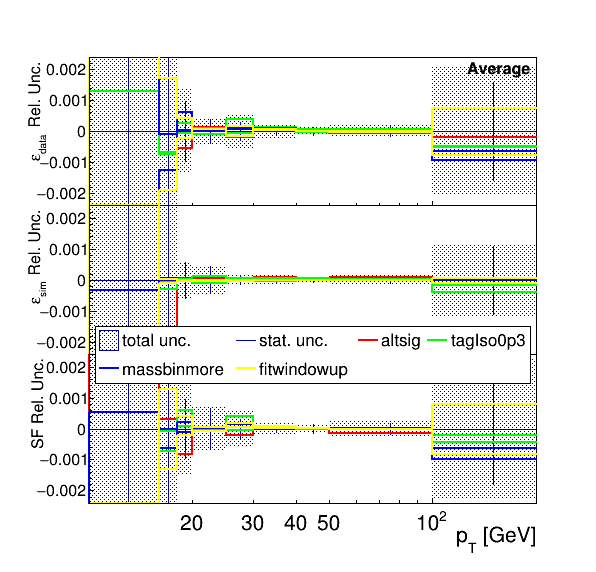 Average
ε_data Rel. Unc.
0.002
0.001
0
−0.001
−0.002
ε_sim Rel. Unc.
0.002
0.001
0
−0.001
total unc. stat. unc. altsig tagIso0p3
massbinmore fitwindowup
SF Rel. Unc.
0.002
0.001
0
−0.001
−0.002
20 30 40 50 10²
p_T [GeV]